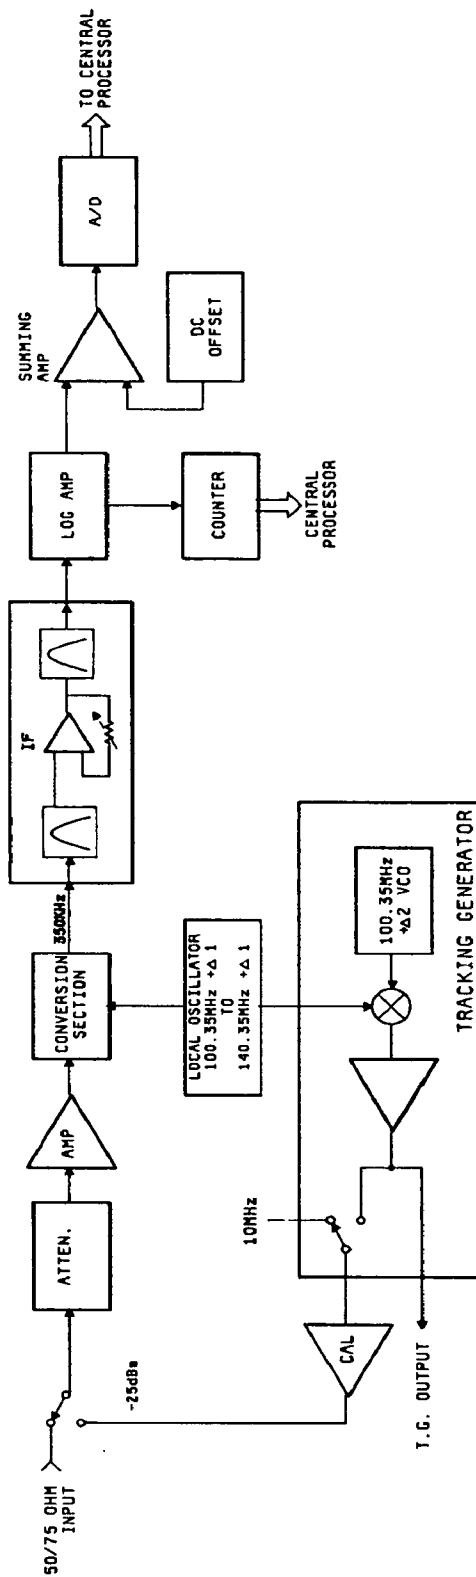 50/75 OHM
INPUT
-25dBm
ATTEN.
AMP
CONVERSION
SECTION
350KHz
IF
LOG AMP
SUMMING
AMP
A/D
TO CENTRAL
PROCESSOR
DC
OFFSET
COUNTER
CENTRAL
PROCESSOR
LOCAL OSCILLATOR
100.35MHz +Δ 1
TO
140.35MHz +Δ 1
10MHz
CAL
100.35MHz
+Δ2 VCO
T.G. OUTPUT
TRACKING GENERATOR